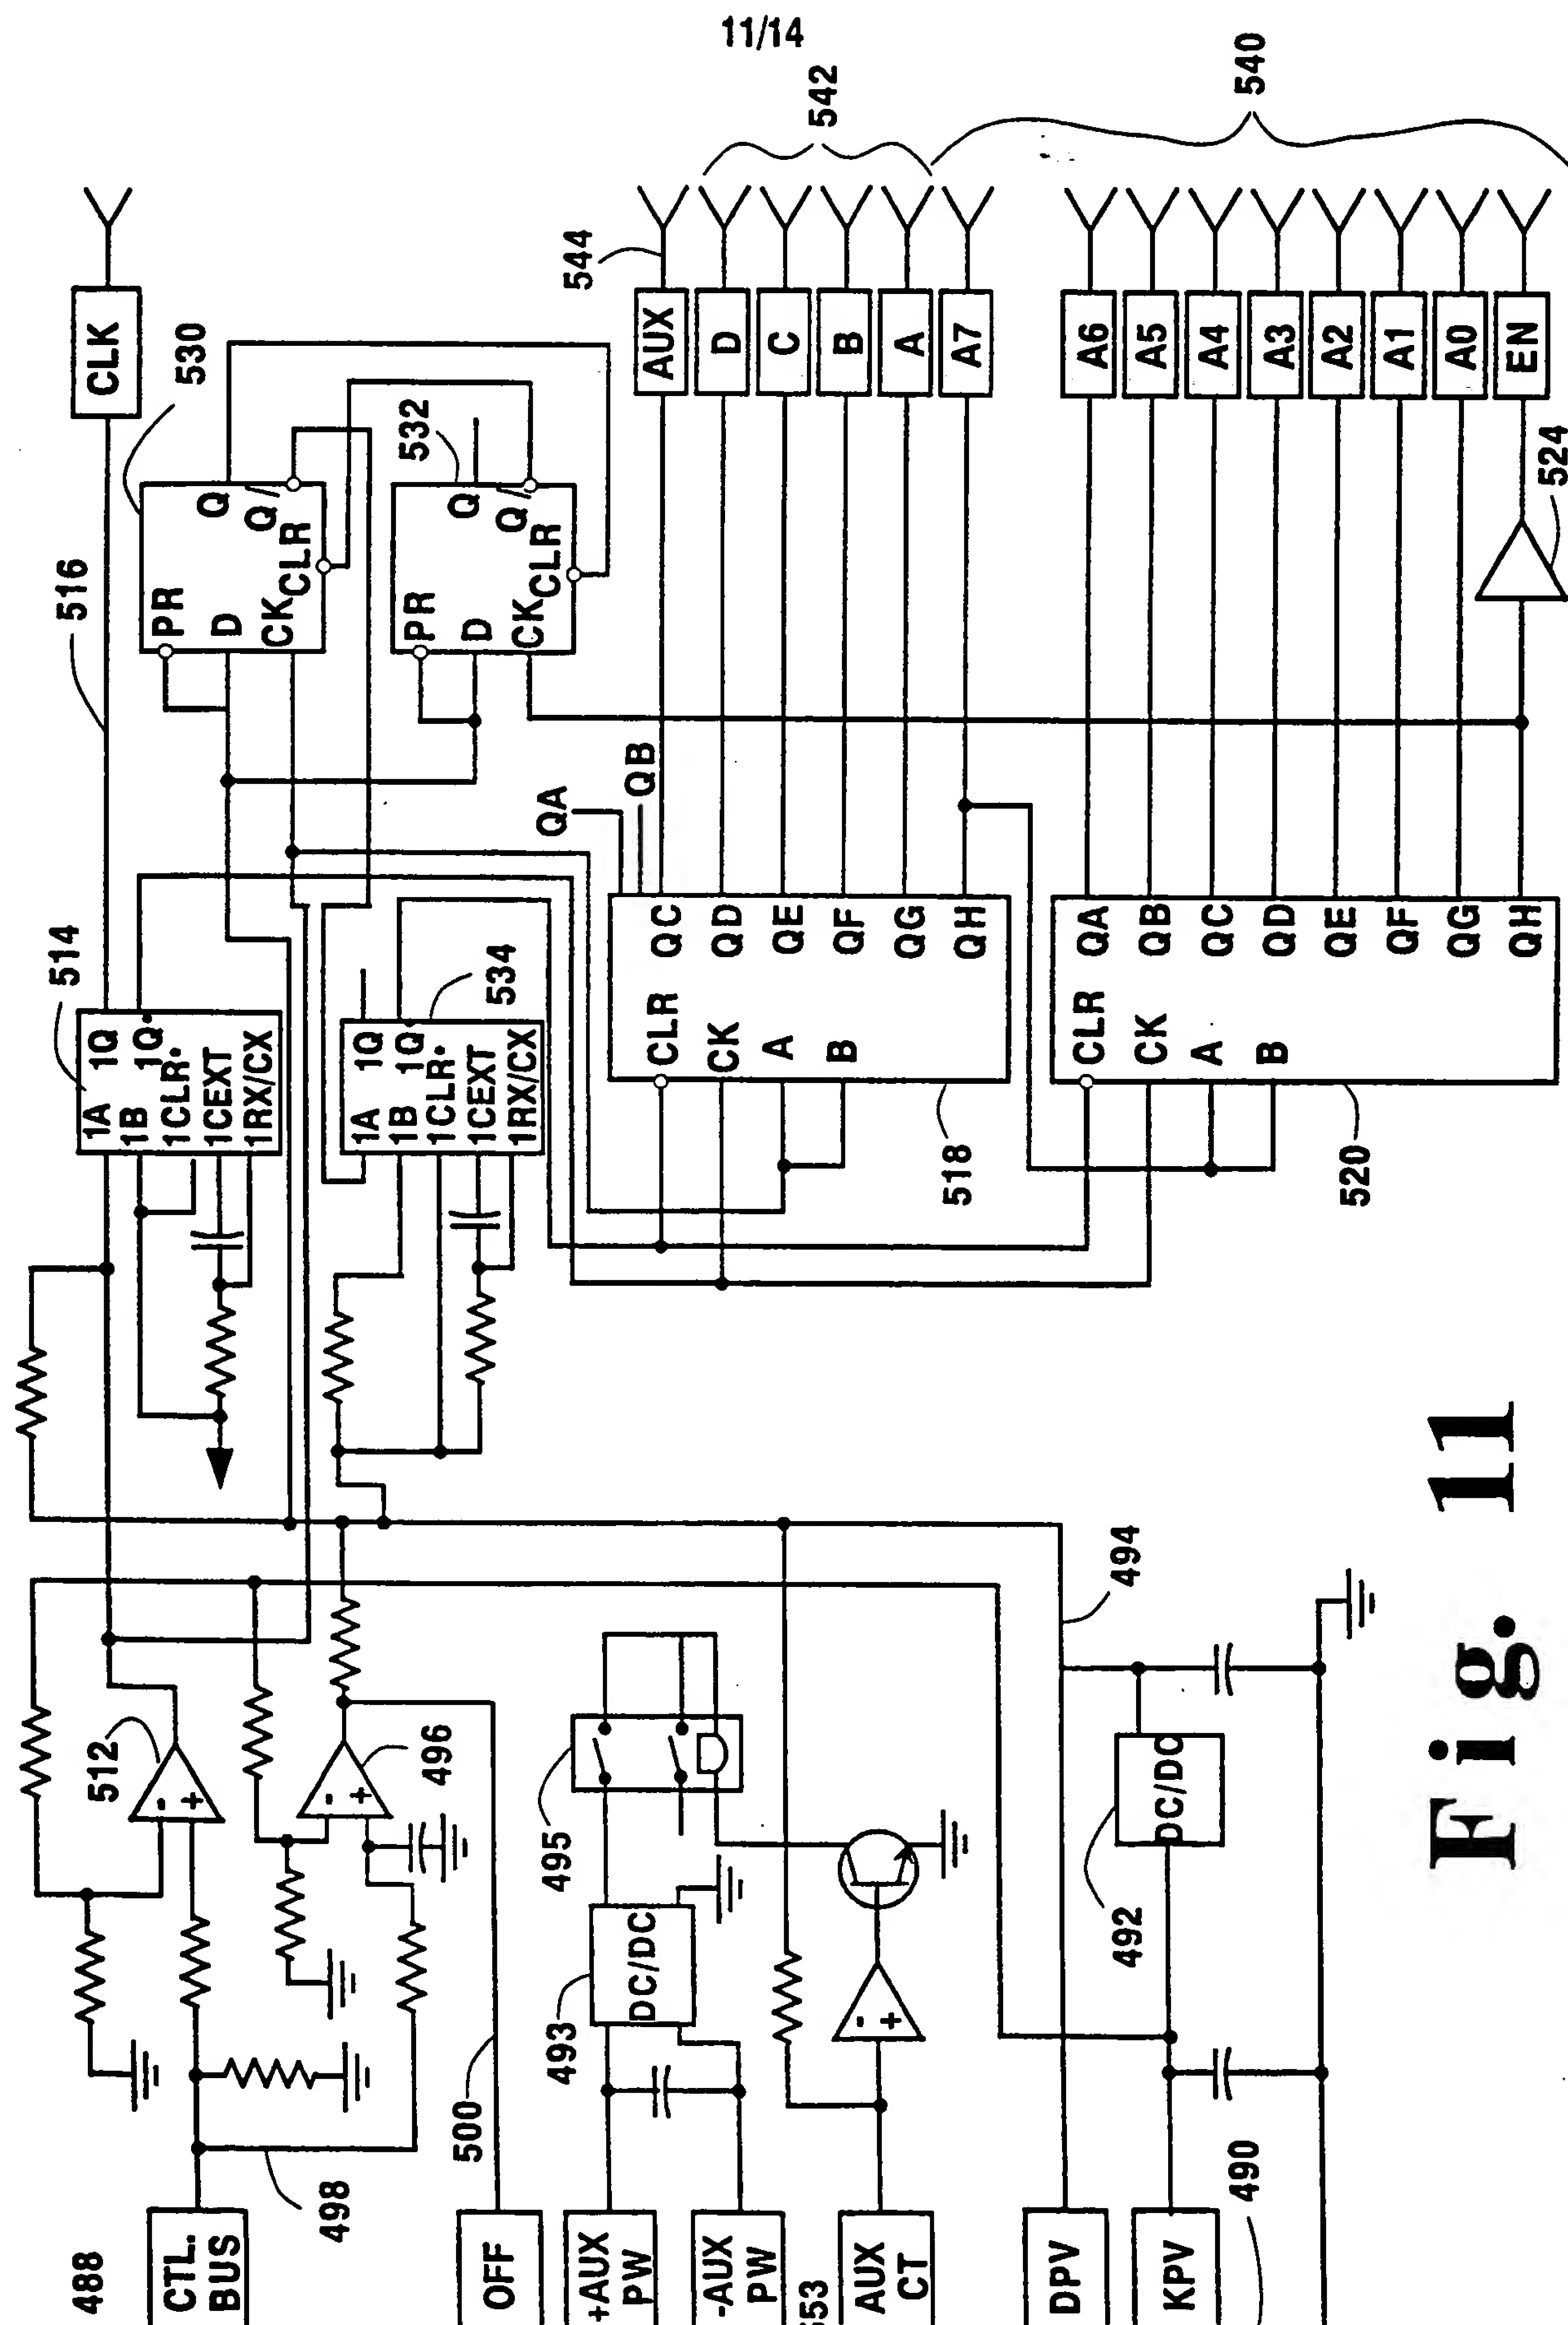 11/14
CLK
530
516
PR
D
CK
Q
Q/
CLR
532
PR
D
CK
Q
Q/
CLR
514
1A
1Q
1B
1Q*
1CLR*
1CEXT
1RX/CX
534
1A
1Q
1B
1Q
1CLR*
1CEXT
1RX/CX
544
542
540
AUX
D
C
B
A
A7
A6
A5
A4
A3
A2
A1
A0
EN
524
QA
QB
CLR
CK
A
B
QC
QD
QE
QF
QG
QH
518
CLR
CK
A
B
QA
QB
QC
QD
QE
QF
QG
QH
520
512
-
+
496
-
+
495
493
DC/DC
500
498
488
CTL.
BUS
OFF
+AUX
PW
-AUX
PW
AUX
CT
-
+
494
492
DC/DC
DPV
KPV
490
Fig. 11